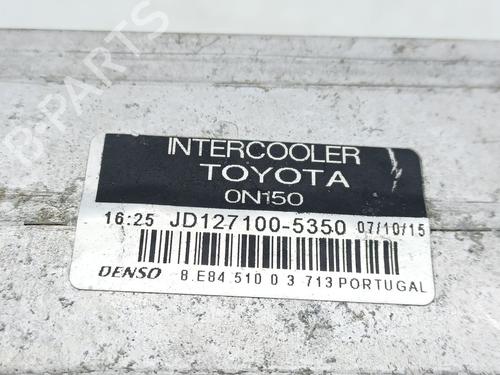 INTERCOOLER
TOYOTA
0N150
16:25 JD127100-5350 07/10/15
DENSO 8.E84 510 0 3 713 PORTUGAL
B-PARTS